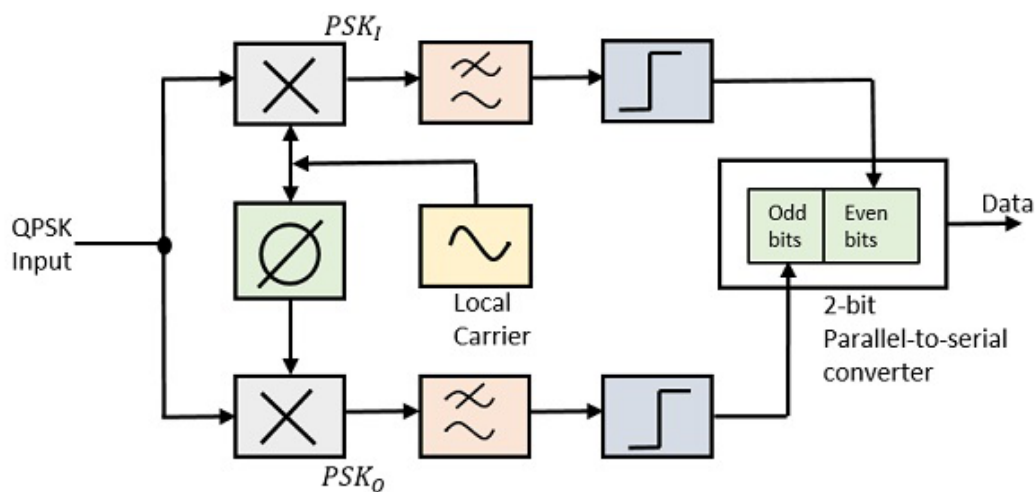 PSK_I
QPSK
Input
Local
Carrier
Odd
bits
Even
bits
Data
2-bit
Parallel-to-serial
converter
PSK_Q